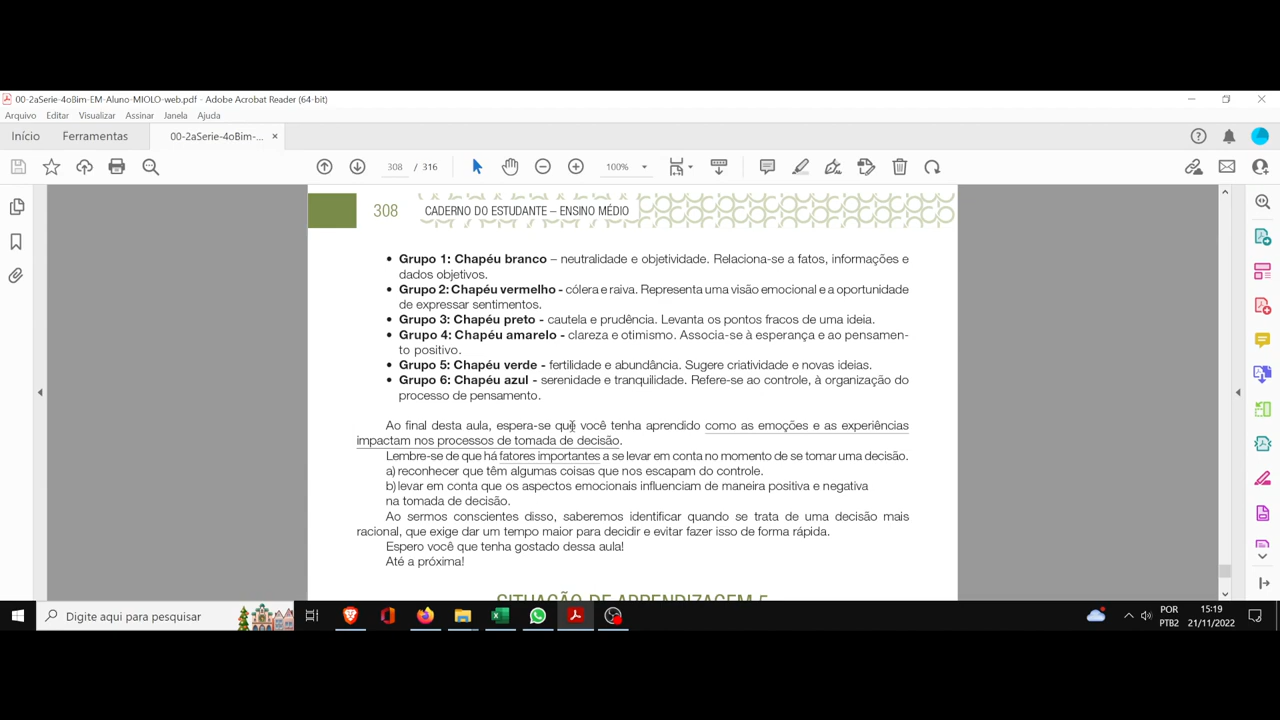 00-2aSerie-4oBim-EM-Aluno-MIOLO-web.pdf - Adobe Acrobat Reader (64-bit)
Arquivo Editar Visualizar Assinar Janela Ajuda
Início Ferramentas 00-2aSerie-4oBim-... ×
308 / 316 100%
308 CADERNO DO ESTUDANTE – ENSINO MÉDIO
• Grupo 1: Chapéu branco – neutralidade e objetividade. Relaciona-se a fatos, informações e
dados objetivos.
• Grupo 2: Chapéu vermelho - cólera e raiva. Representa uma visão emocional e a oportunidade
de expressar sentimentos.
• Grupo 3: Chapéu preto - cautela e prudência. Levanta os pontos fracos de uma ideia.
• Grupo 4: Chapéu amarelo - clareza e otimismo. Associa-se à esperança e ao pensamen-
to positivo.
• Grupo 5: Chapéu verde - fertilidade e abundância. Sugere criatividade e novas ideias.
• Grupo 6: Chapéu azul - serenidade e tranquilidade. Refere-se ao controle, à organização do
processo de pensamento.
Ao final desta aula, espera-se que você tenha aprendido como as emoções e as experiências
impactam nos processos de tomada de decisão.
Lembre-se de que há fatores importantes a se levar em conta no momento de se tomar uma decisão.
a) reconhecer que têm algumas coisas que nos escapam do controle.
b) levar em conta que os aspectos emocionais influenciam de maneira positiva e negativa
na tomada de decisão.
Ao sermos conscientes disso, saberemos identificar quando se trata de uma decisão mais
racional, que exige dar um tempo maior para decidir e evitar fazer isso de forma rápida.
Espero você que tenha gostado dessa aula!
Até a próxima!
SITUAÇÃO DE APRENDIZAGEM 5
Digite aqui para pesquisar
POR 15:19
PTB2 21/11/2022